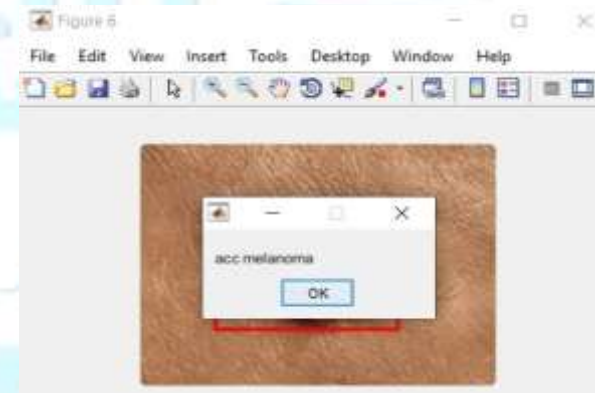 Figure 6
File Edit View Insert Tools Desktop Window Help
acc melanoma
OK